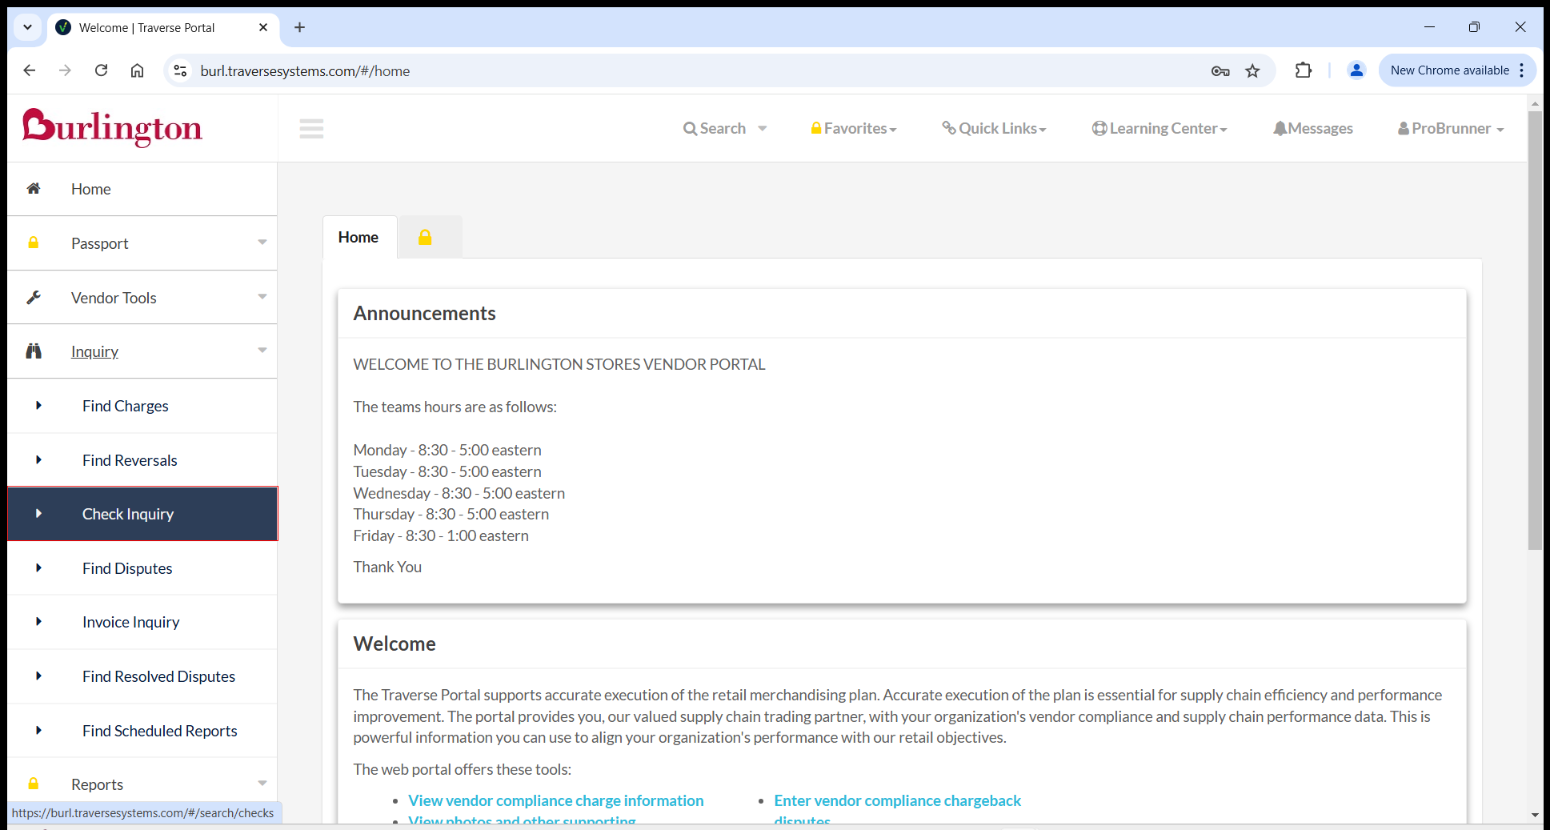 Welcome | Traverse Portal
burl.traversesystems.com/#/home
New Chrome available
Burlington
Search
Favorites
Quick Links
Learning Center
Messages
ProBrunner
Home
Passport
Vendor Tools
Inquiry
Find Charges
Find Reversals
Check Inquiry
Find Disputes
Invoice Inquiry
Find Resolved Disputes
Find Scheduled Reports
Reports
https://burl.traversesystems.com/#/search/checks
Home
Announcements
WELCOME TO THE BURLINGTON STORES VENDOR PORTAL
The teams hours are as follows:
Monday - 8:30 - 5:00 eastern
Tuesday - 8:30 - 5:00 eastern
Wednesday - 8:30 - 5:00 eastern
Thursday - 8:30 - 5:00 eastern
Friday - 8:30 - 1:00 eastern
Thank You
Welcome
The Traverse Portal supports accurate execution of the retail merchandising plan. Accurate execution of the plan is essential for supply chain efficiency and performance
improvement. The portal provides you, our valued supply chain trading partner, with your organization's vendor compliance and supply chain performance data. This is
powerful information you can use to align your organization's performance with our retail objectives.
The web portal offers these tools:
• View vendor compliance charge information
• View photos and other supporting
• Enter vendor compliance chargeback
disputes